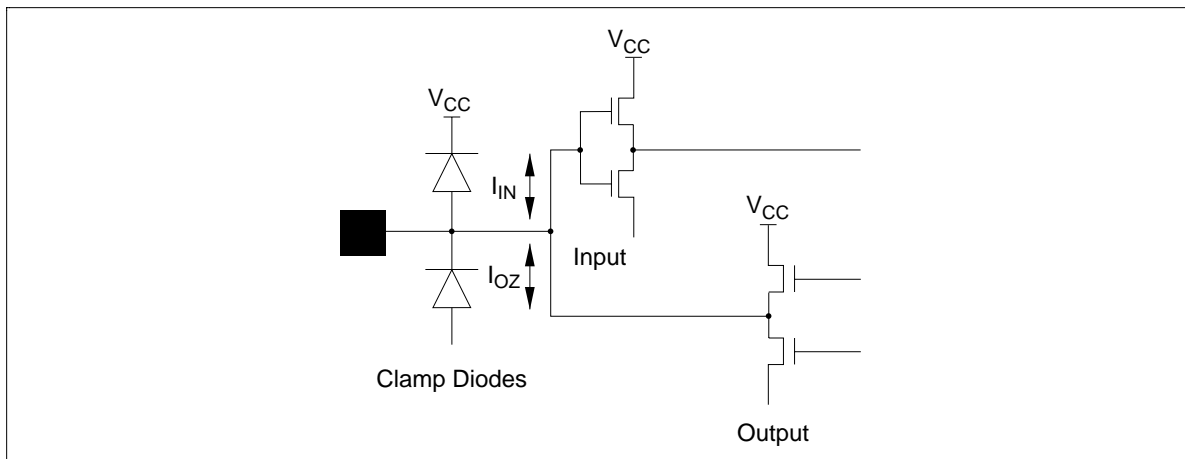 V_CC
V_CC
I_IN
V_CC
Input
I_OZ
Clamp Diodes
Output